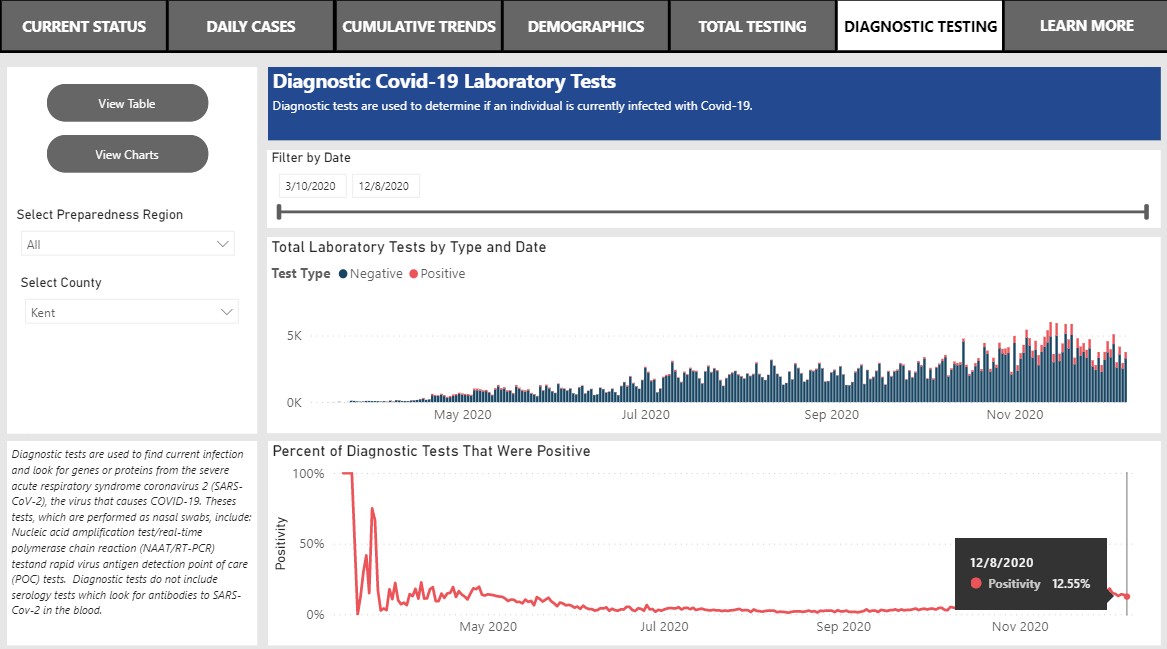 CURRENT STATUS
DAILY CASES
CUMULATIVE TRENDS
DEMOGRAPHICS
TOTAL TESTING
DIAGNOSTIC TESTING
LEARN MORE
View Table
View Charts
Select Preparedness Region
All
Select County
Kent
Diagnostic tests are used to find current infection
and look for genes or proteins from the severe
acute respiratory syndrome coronavirus 2 (SARS-
CoV-2), the virus that causes COVID-19. Theses
tests, which are performed as nasal swabs, include:
Nucleic acid amplification test/real-time
polymerase chain reaction (NAAT/RT-PCR)
testand rapid virus antigen detection point of care
(POC) tests.  Diagnostic tests do not include
serology tests which look for antibodies to SARS-
Cov-2 in the blood.
Diagnostic Covid-19 Laboratory Tests
Diagnostic tests are used to determine if an individual is currently infected with Covid-19.
Filter by Date
3/10/2020
12/8/2020
Total Laboratory Tests by Type and Date
Test Type Negative Positive
5K
0K
May 2020 Jul 2020 Sep 2020 Nov 2020
Percent of Diagnostic Tests That Were Positive
Positivity
100%
50%
0%
12/8/2020
Positivity 12.55%
May 2020 Jul 2020 Sep 2020 Nov 2020